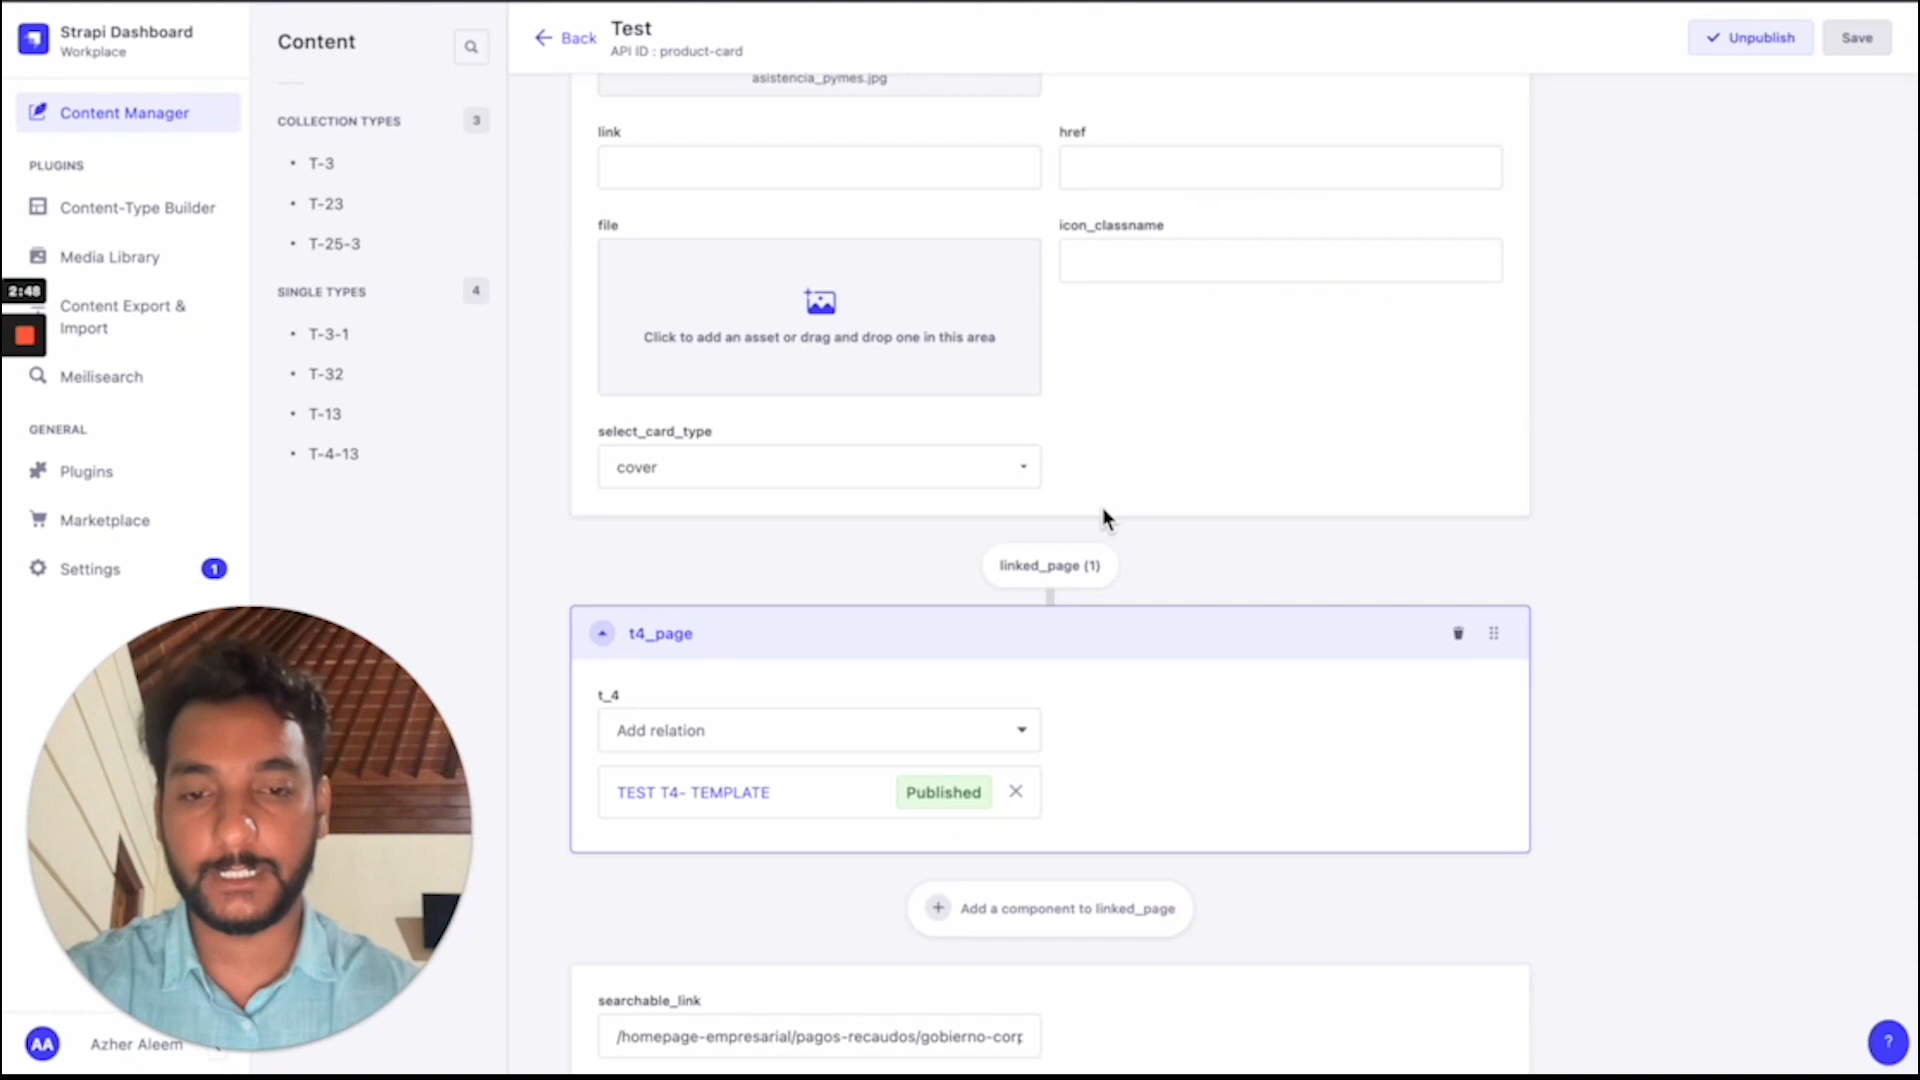 Strapi Dashboard
Workplace
Content Manager
PLUGINS
Content-Type Builder
Media Library
2:48
Content Export &
Import
Meilisearch
GENERAL
Plugins
Marketplace
Settings
1
AA
Azher Aleem
Content
COLLECTION TYPES
3
T-3
T-23
T-25-3
SINGLE TYPES
4
T-3-1
T-32
T-13
T-4-13
Back
Test
API ID : product-card
Unpublish
Save
asistencia_pymes.jpg
link
href
file
icon_classname
Click to add an asset or drag and drop one in this area
select_card_type
cover
linked_page (1)
t4_page
t_4
Add relation
TEST T4- TEMPLATE
Published
Add a component to linked_page
searchable_link
/homepage-empresarial/pagos-recaudos/gobierno-corp
?